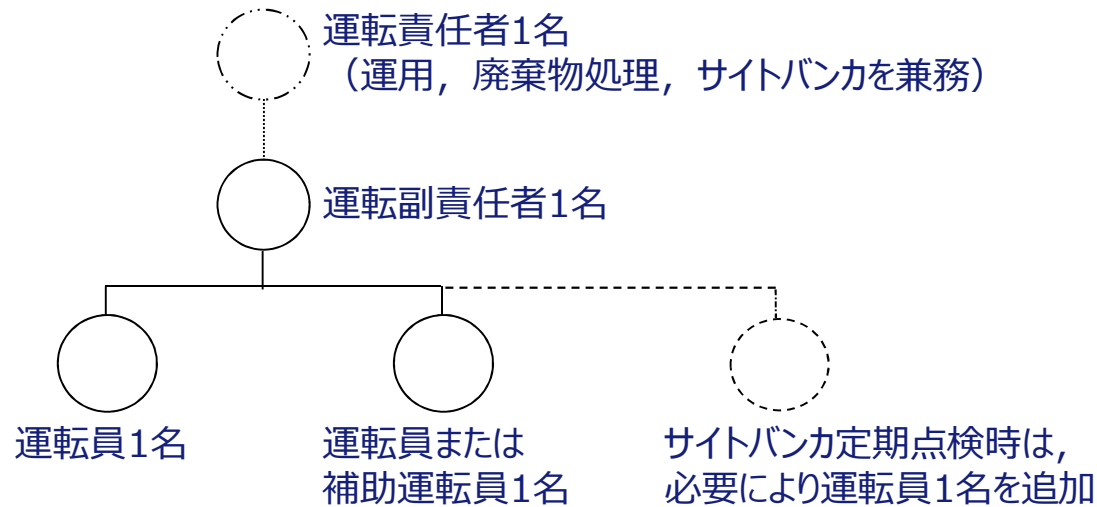 運転責任者1名
（運用，廃棄物処理，サイトバンカを兼務）
運転副責任者1名
運転員1名
運転員または
補助運転員1名
サイトバンカ定期点検時は，
必要により運転員1名を追加